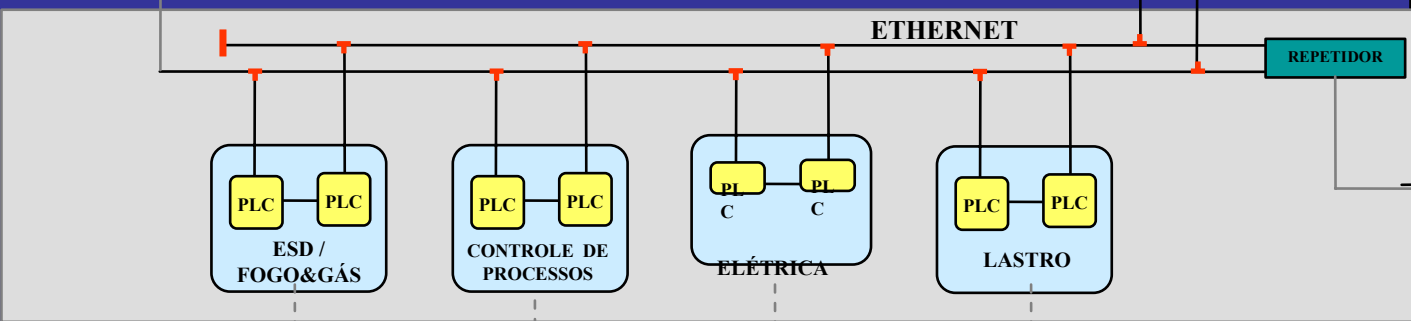 ETHERNET
REPETIDOR
PLC
PLC
ESD /
FOGO&GÁS
PLC
PLC
CONTROLE DE
PROCESSOS
PL
C
PL
C
ELÉTRICA
PLC
PLC
LASTRO